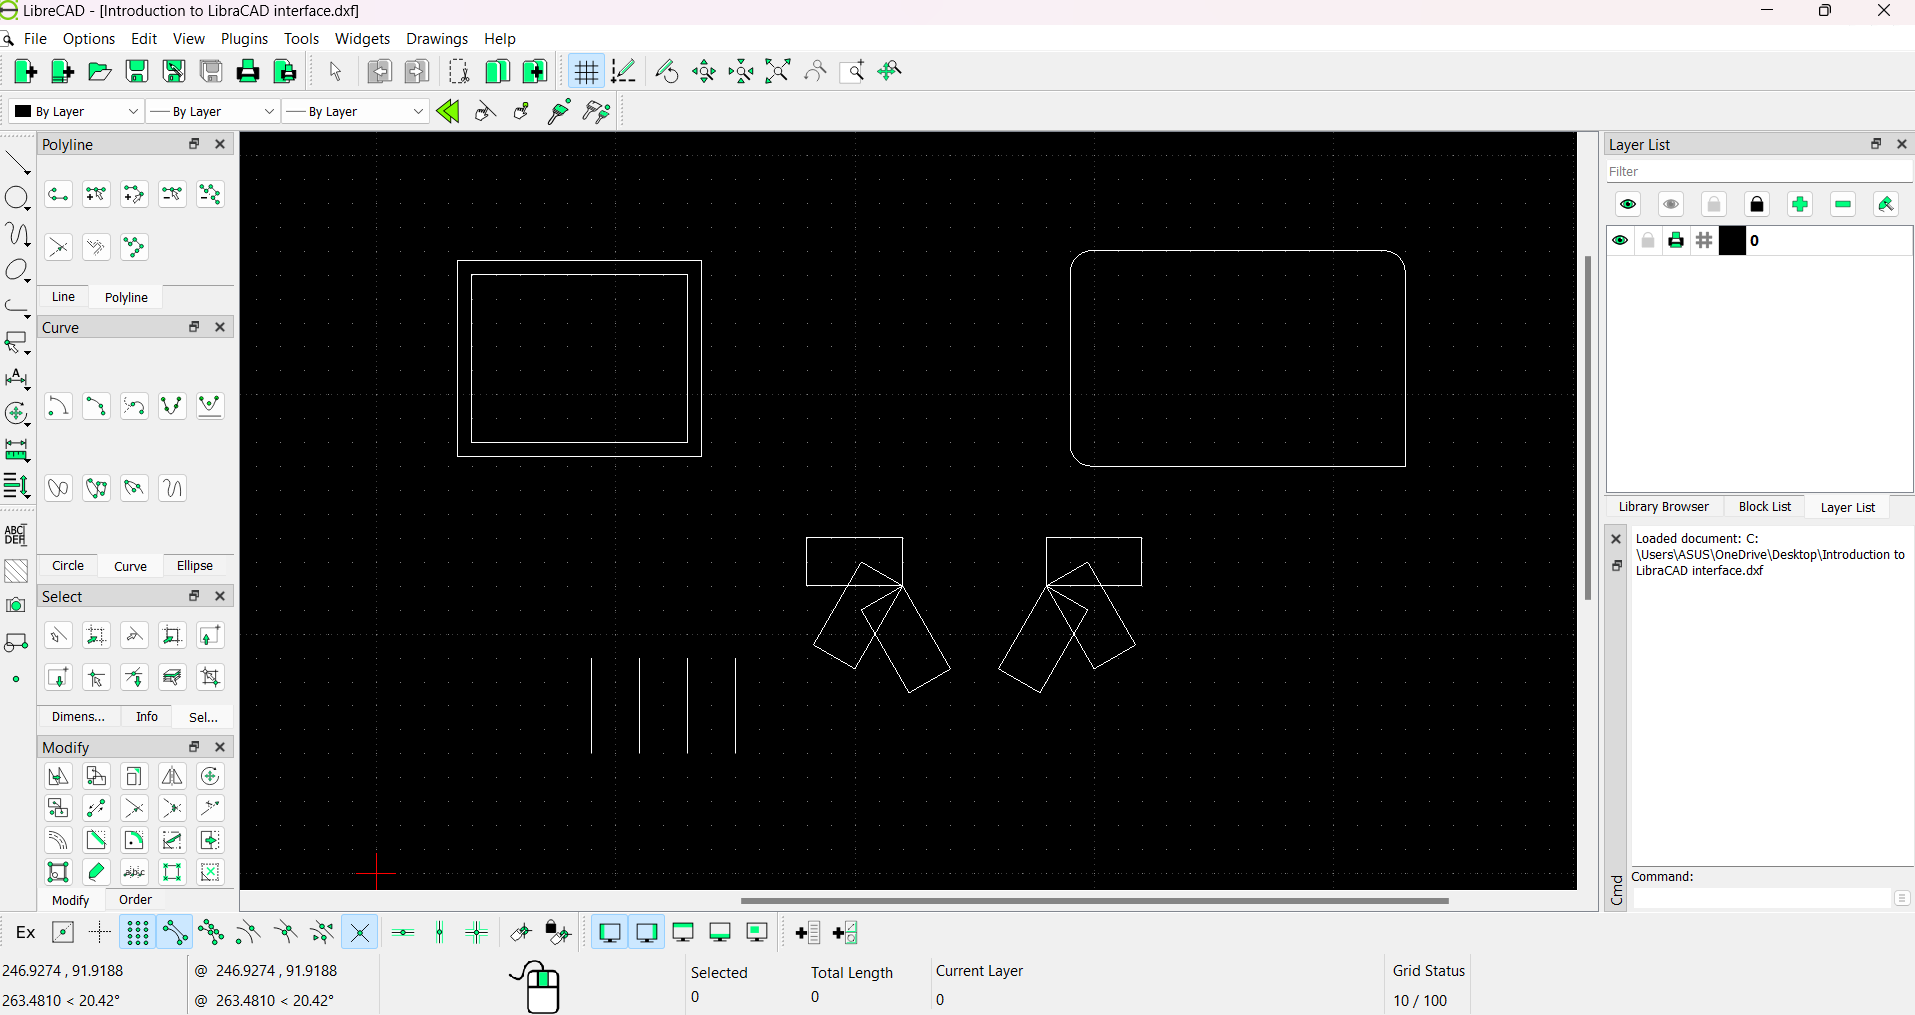 LibreCAD - [Introduction to LibraCAD interface.dxf]
File Options Edit View Plugins Tools Widgets Drawings Help
By Layer By Layer By Layer
Polyline
Line Polyline
Curve
Circle Curve Ellipse
Select
Dimens... Info Sel...
Modify
Modify Order
A
ABC
DEF
abc
Layer List
Filter
0
Library Browser Block List Layer List
Loaded document: C:
\Users\ASUS\OneDrive\Desktop\Introduction to
LibraCAD interface.dxf
Cmd
Command:
Ex
246.9274 , 91.9188 @ 246.9274 , 91.9188
263.4810 < 20.42° @ 263.4810 < 20.42°
Selected Total Length Current Layer Grid Status
0 0 0 10 / 100